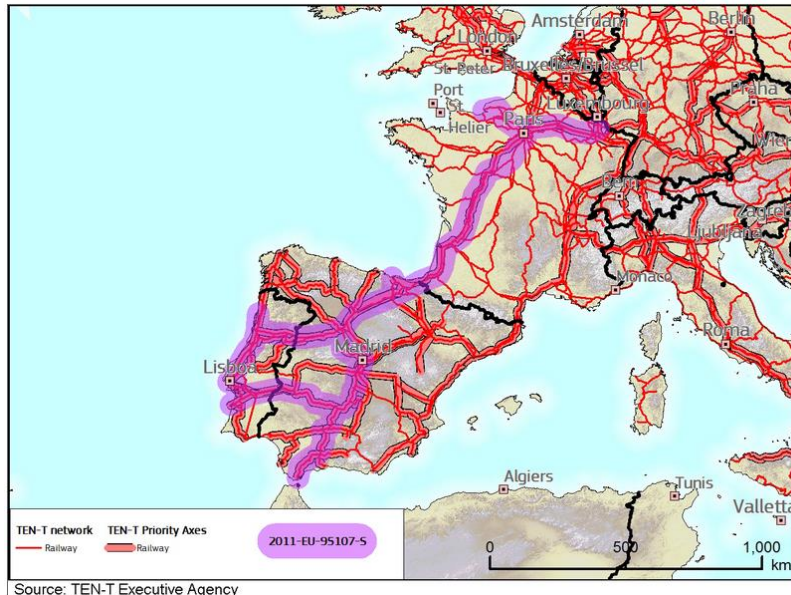 Amsterdam
Berlin
London
Bruxelles/Brussel
St. Peter
Port
St.
Helier
Luxembourg
Praha
Paris
Wien
Bern
Zagreb
Ljubljana
Monaco
Roma
Madrid
Lisboa
Algiers
Tunis
Valletta
TEN-T network
TEN-T Priority Axes
Railway
Railway
2011-EU-95107-S
0
500
1,000
km
Source: TEN-T Executive Agency